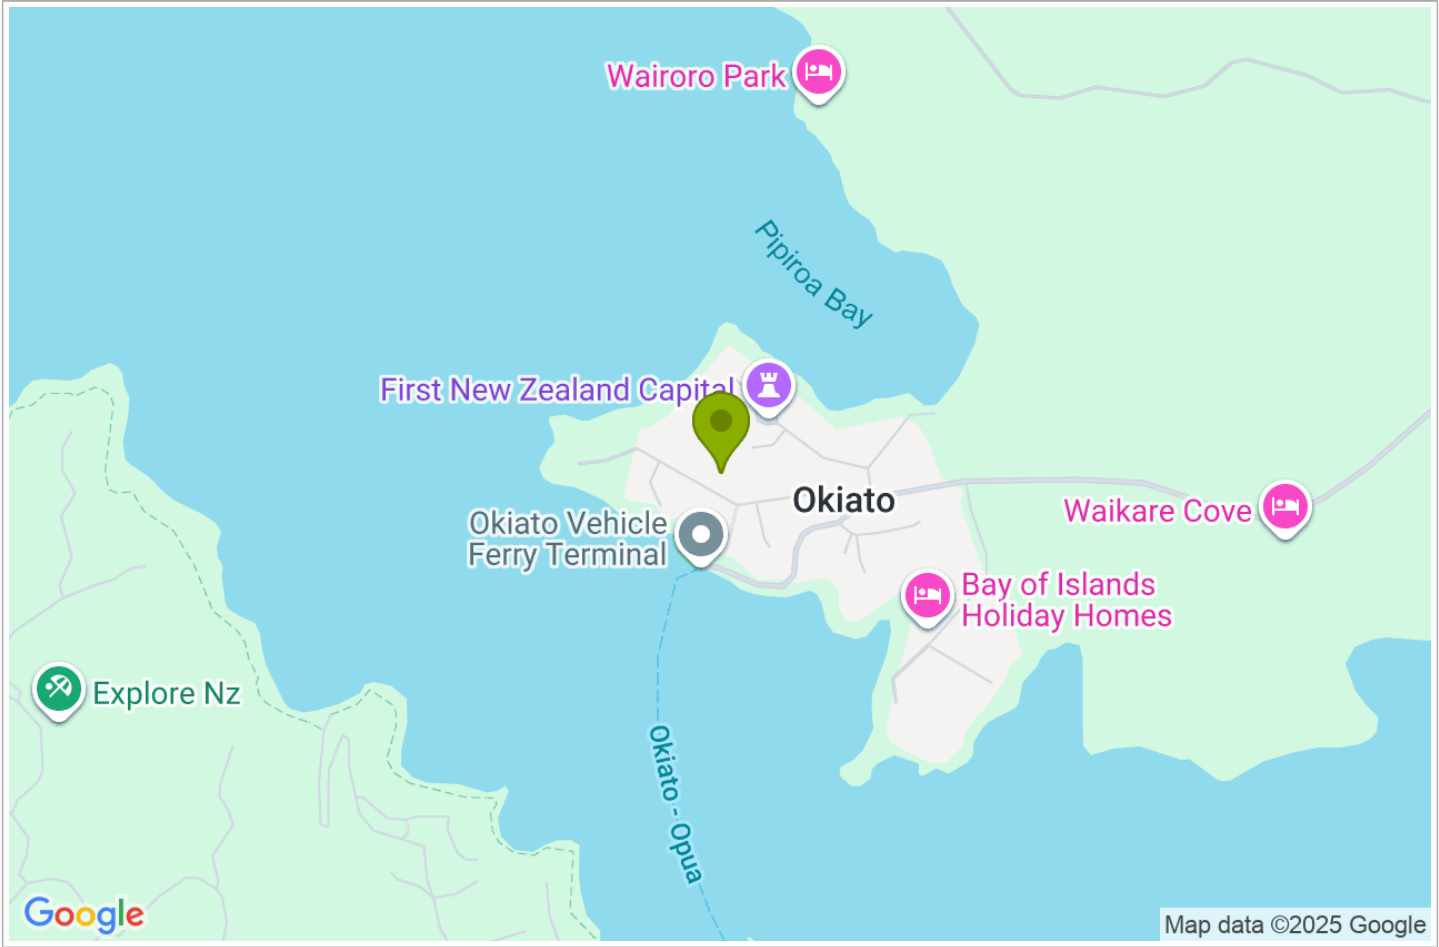 Wairoro Park
Pipiroa Bay
First New Zealand Capital
Okiato
Okiato Vehicle
Ferry Terminal
Waikare Cove
Bay of Islands
Holiday Homes
Explore Nz
Okiato - Opua
Google
Map data ©2025 Google